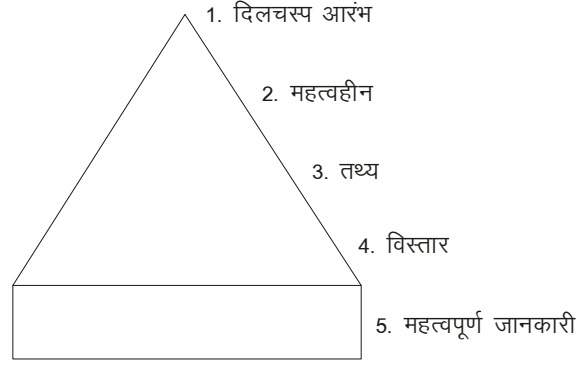 1. दिलचस्प आरंभ
2. महत्वहीन
3. तथ्य
4. विस्तार
5. महत्वपूर्ण जानकारी